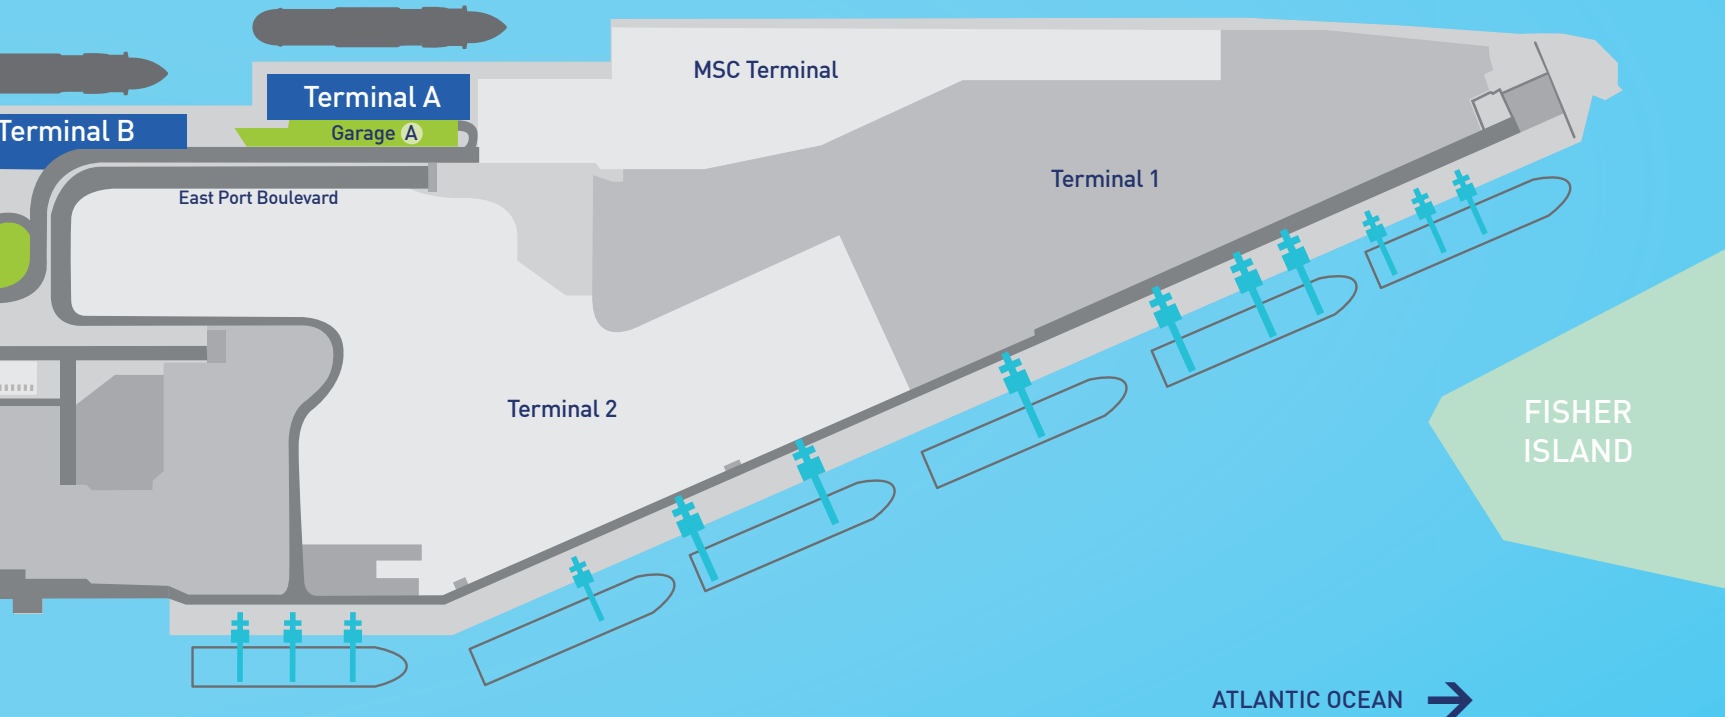 MSC Terminal
Terminal A
Terminal B
Garage A
East Port Boulevard
Terminal 1
Terminal 2
FISHER
ISLAND
ATLANTIC OCEAN